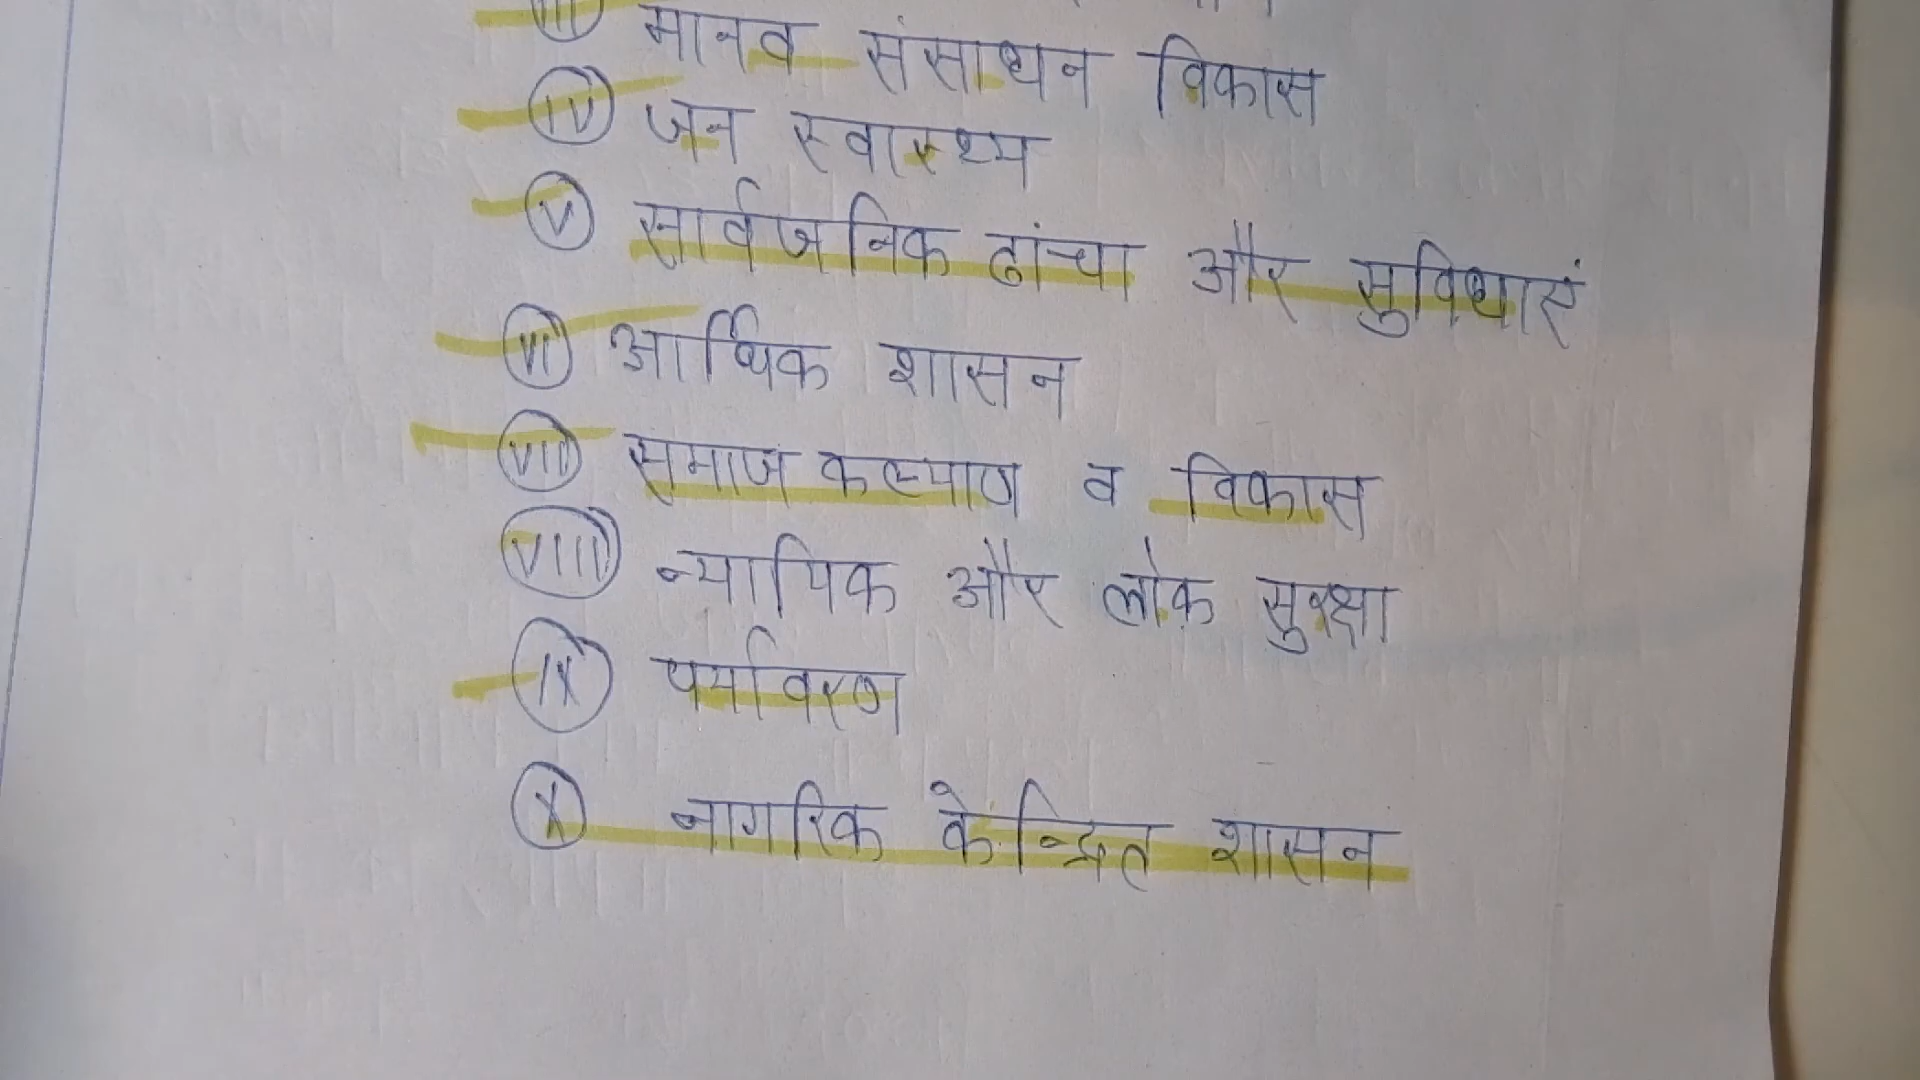 III मानव संसाधन विकास
IV जन स्वास्थ्य
V सार्वजनिक ढांचा और सुविधाएं
VI आर्थिक शासन
VII समाज कल्याण व विकास
VIII न्यायिक और लोक सुरक्षा
IX पर्यावरण
X नागरिक केन्द्रित शासन